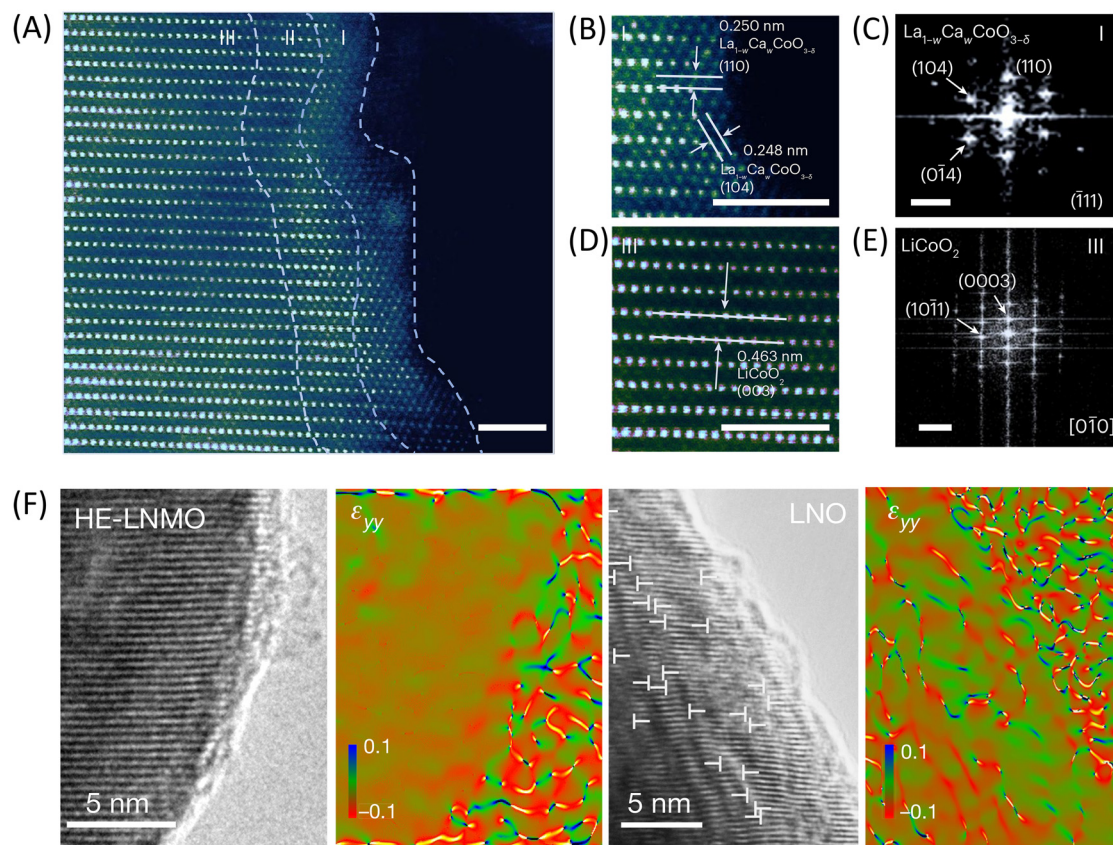 (A)
III
II
I
(B)
I
0.250 nm
La₁₋wCawCoO₃₋δ
(110)
0.248 nm
La₁₋wCawCoO₃₋δ
(104)
(C)
La₁₋wCawCoO₃₋δ
I
(104)
(110)
(01̄4)
(1̄11)
(D)
III
0.463 nm
LiCoO₂
(003)
(E)
LiCoO₂
III
(0003)
(101̄1)
[01̄0]
(F)
HE-LNMO
5 nm
εyy
0.1
−0.1
LNO
5 nm
εyy
0.1
−0.1